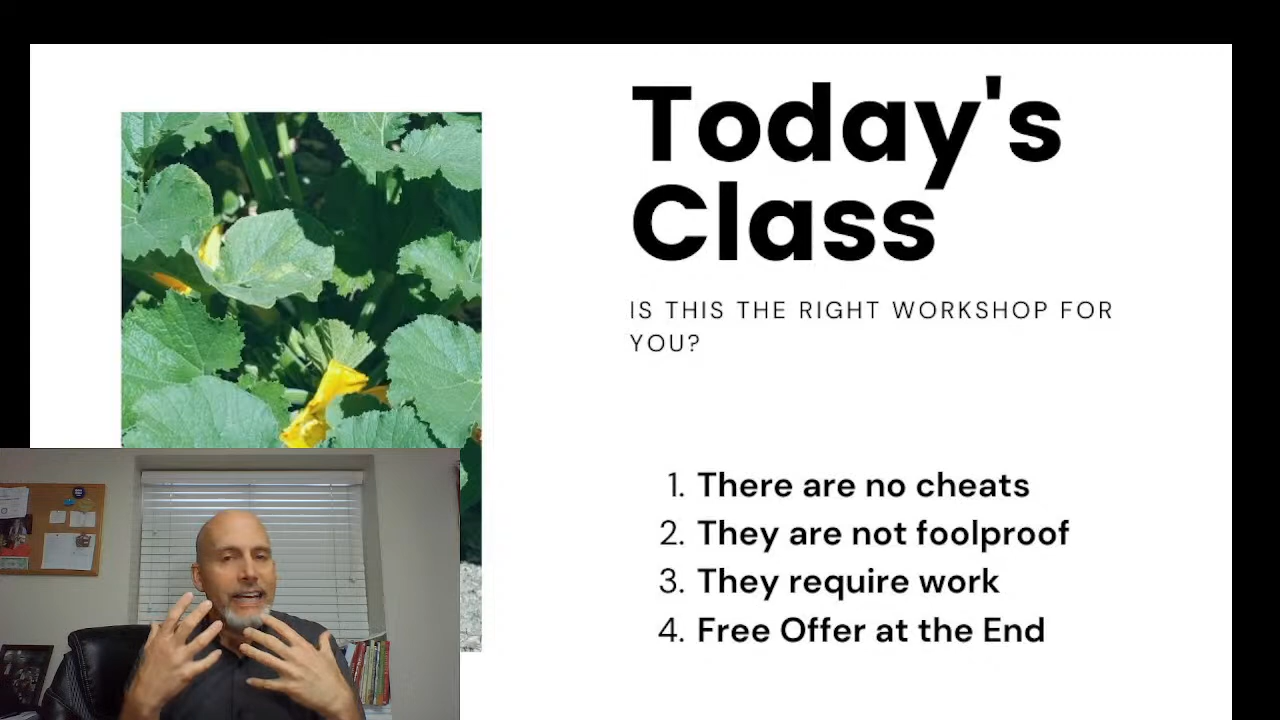 Today's
Class
IS THIS THE RIGHT WORKSHOP FOR
YOU?
1. There are no cheats
2. They are not foolproof
3. They require work
4. Free Offer at the End